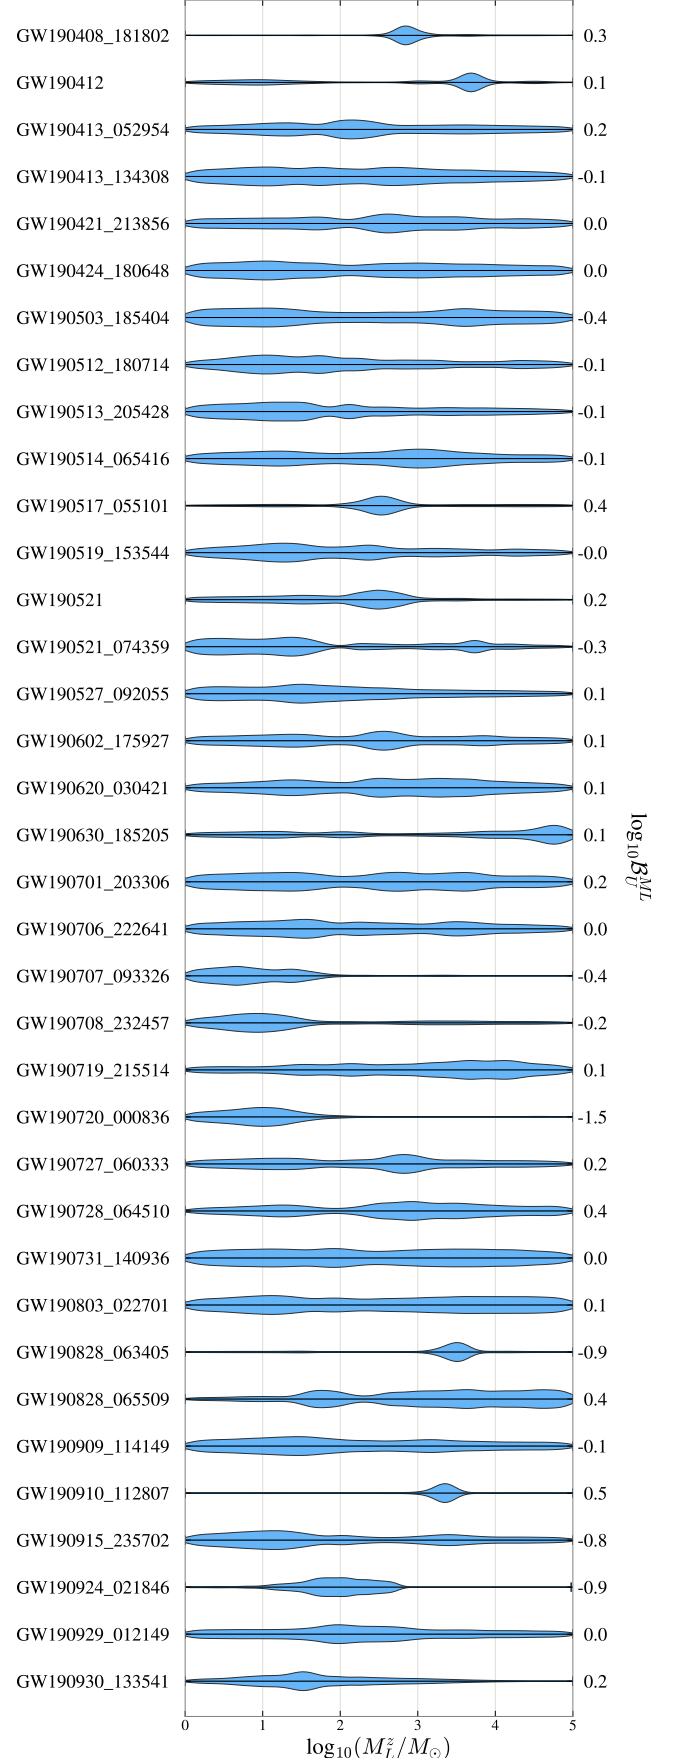 GW190408_181802 0.3
GW190412 0.1
GW190413_052954 0.2
GW190413_134308 -0.1
GW190421_213856 0.0
GW190424_180648 0.0
GW190503_185404 -0.4
GW190512_180714 -0.1
GW190513_205428 -0.1
GW190514_065416 -0.1
GW190517_055101 0.4
GW190519_153544 -0.0
GW190521 0.2
GW190521_074359 -0.3
GW190527_092055 0.1
GW190602_175927 0.1
GW190620_030421 0.1
GW190630_185205 0.1
GW190701_203306 0.2
GW190706_222641 0.0
GW190707_093326 -0.4
GW190708_232457 -0.2
GW190719_215514 0.1
GW190720_000836 -1.5
GW190727_060333 0.2
GW190728_064510 0.4
GW190731_140936 0.0
GW190803_022701 0.1
GW190828_063405 -0.9
GW190828_065509 0.4
GW190909_114149 -0.1
GW190910_112807 0.5
GW190915_235702 -0.8
GW190924_021846 -0.9
GW190929_012149 0.0
GW190930_133541 0.2
0 1 2 3 4 5
log₁₀(M_L^z/M_⊙)
log₁₀ℬ_U^{ML}